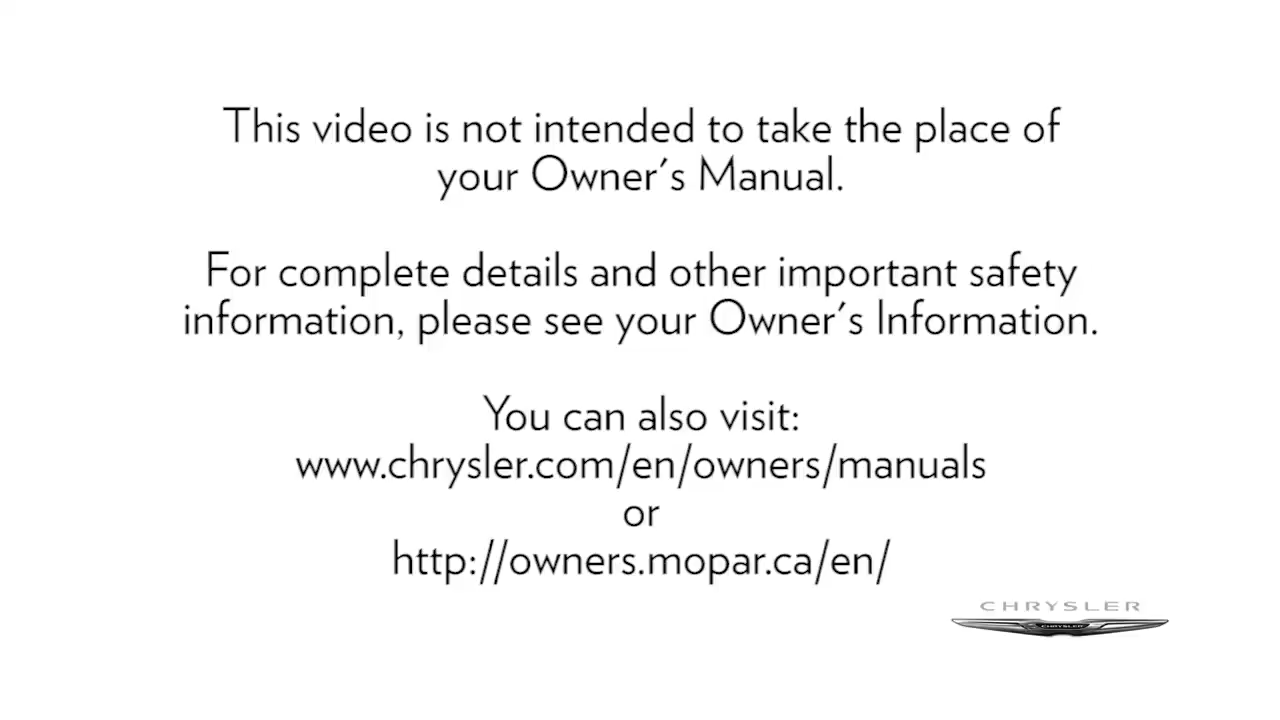 This video is not intended to take the place of
your Owner's Manual.
For complete details and other important safety
information, please see your Owner's Information.
You can also visit:
www.chrysler.com/en/owners/manuals
or
http://owners.mopar.ca/en/
CHRYSLER
CHRYSLER